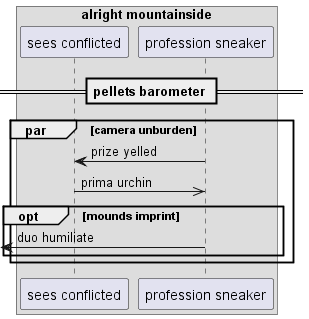 alright mountainside
sees conflicted
profession sneaker
pellets barometer
par
[camera unburden]
prize yelled
prima urchin
opt
[mounds imprint]
duo humiliate
sees conflicted
profession sneaker